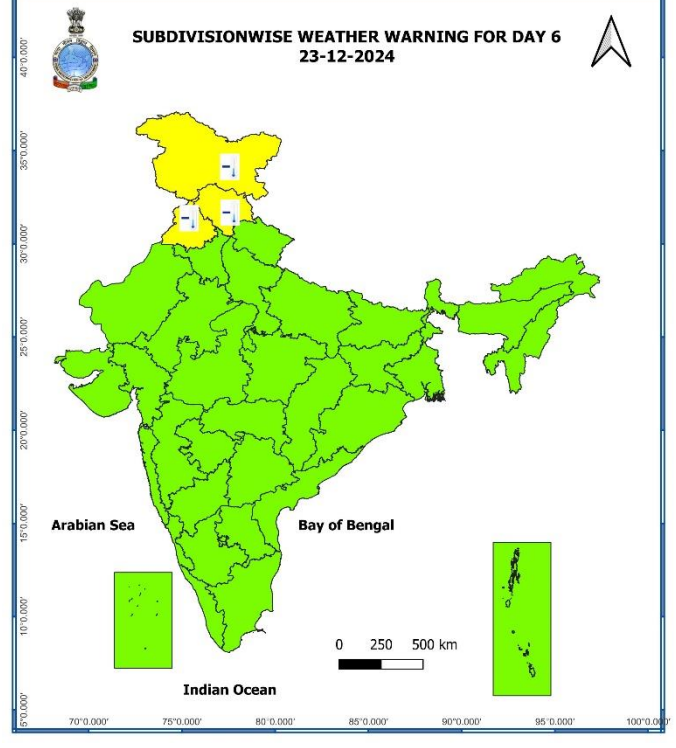 SUBDIVISIONWISE WEATHER WARNING FOR DAY 6
23-12-2024
40°0.000'
35°0.000'
30°0.000'
25°0.000'
20°0.000'
15°0.000'
10°0.000'
5°0.000'
Arabian Sea
Bay of Bengal
0 250 500 km
Indian Ocean
70°0.000' 75°0.000' 80°0.000' 85°0.000' 90°0.000' 95°0.000' 100°0.000'